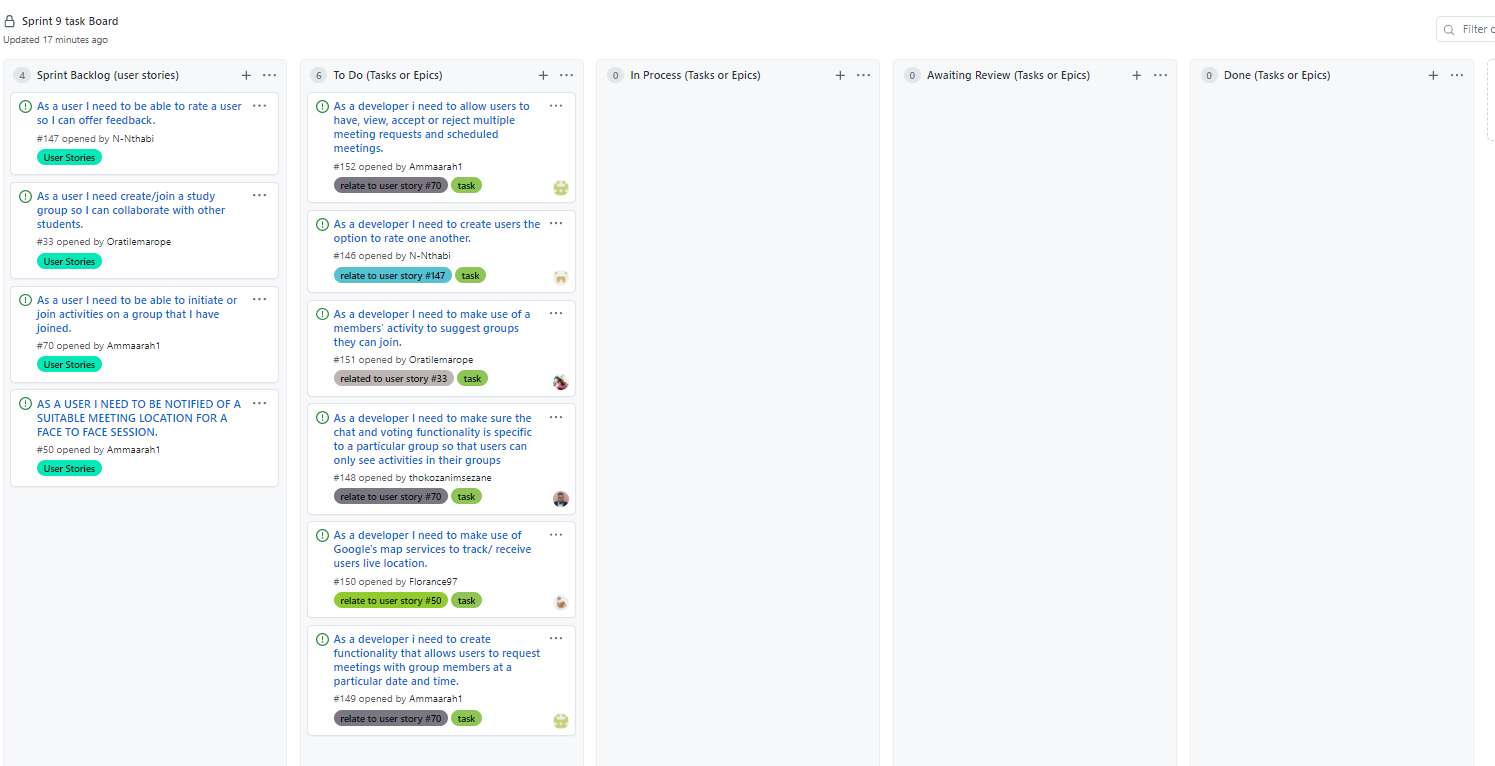 Sprint 9 task Board
Updated 17 minutes ago
Filter c
4 Sprint Backlog (user stories)
As a user I need to be able to rate a user
so I can offer feedback.
#147 opened by N-Nthabi
User Stories
As a user I need create/join a study
group so I can collaborate with other
students.
#33 opened by Oratilemarope
User Stories
As a user I need to be able to initiate or
join activities on a group that I have
joined.
#70 opened by Ammaarah1
User Stories
AS A USER I NEED TO BE NOTIFIED OF A
SUITABLE MEETING LOCATION FOR A
FACE TO FACE SESSION.
#50 opened by Ammaarah1
User Stories
6 To Do (Tasks or Epics)
As a developer i need to allow users to
have, view, accept or reject multiple
meeting requests and scheduled
meetings.
#152 opened by Ammaarah1
relate to user story #70 task
As a developer I need to create users the
option to rate one another.
#146 opened by N-Nthabi
relate to user story #147 task
As a developer I need to make use of a
members' activity to suggest groups
they can join.
#151 opened by Oratilemarope
related to user story #33 task
As a developer I need to make sure the
chat and voting functionality is specific
to a particular group so that users can
only see activities in their groups
#148 opened by thokozanimsezane
relate to user story #70 task
As a developer I need to make use of
Google's map services to track/ receive
users live location.
#150 opened by Florance97
relate to user story #50 task
As a developer i need to create
functionality that allows users to request
meetings with group members at a
particular date and time.
#149 opened by Ammaarah1
relate to user story #70 task
0 In Process (Tasks or Epics)
0 Awaiting Review (Tasks or Epics)
0 Done (Tasks or Epics)